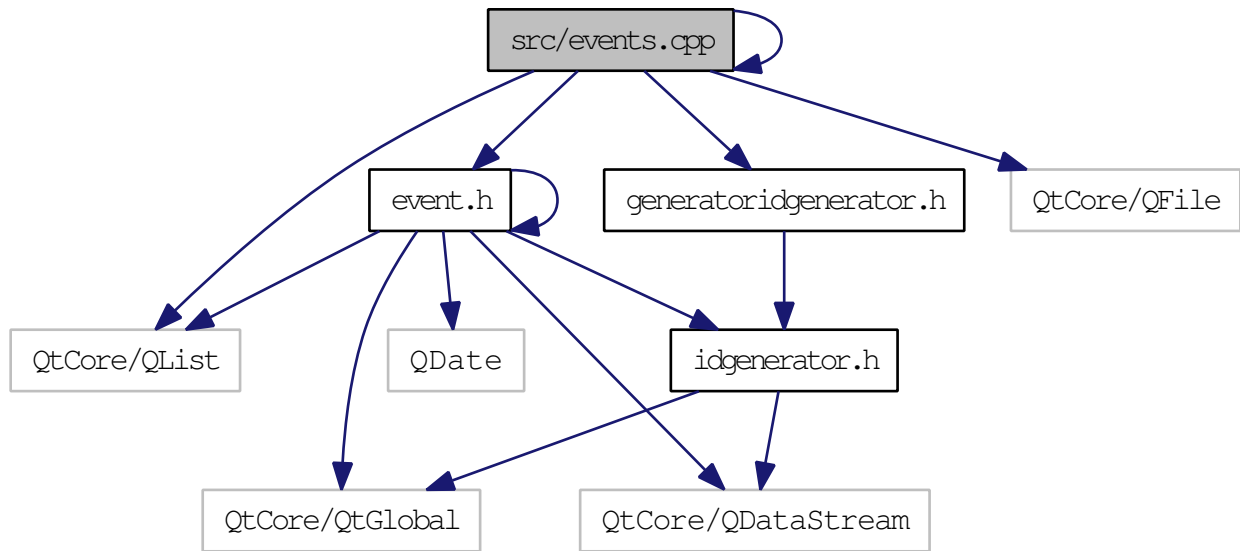 src/events.cpp
event.h
generatoridgenerator.h
QtCore/QFile
QtCore/QList
QDate
idgenerator.h
QtCore/QtGlobal
QtCore/QDataStream